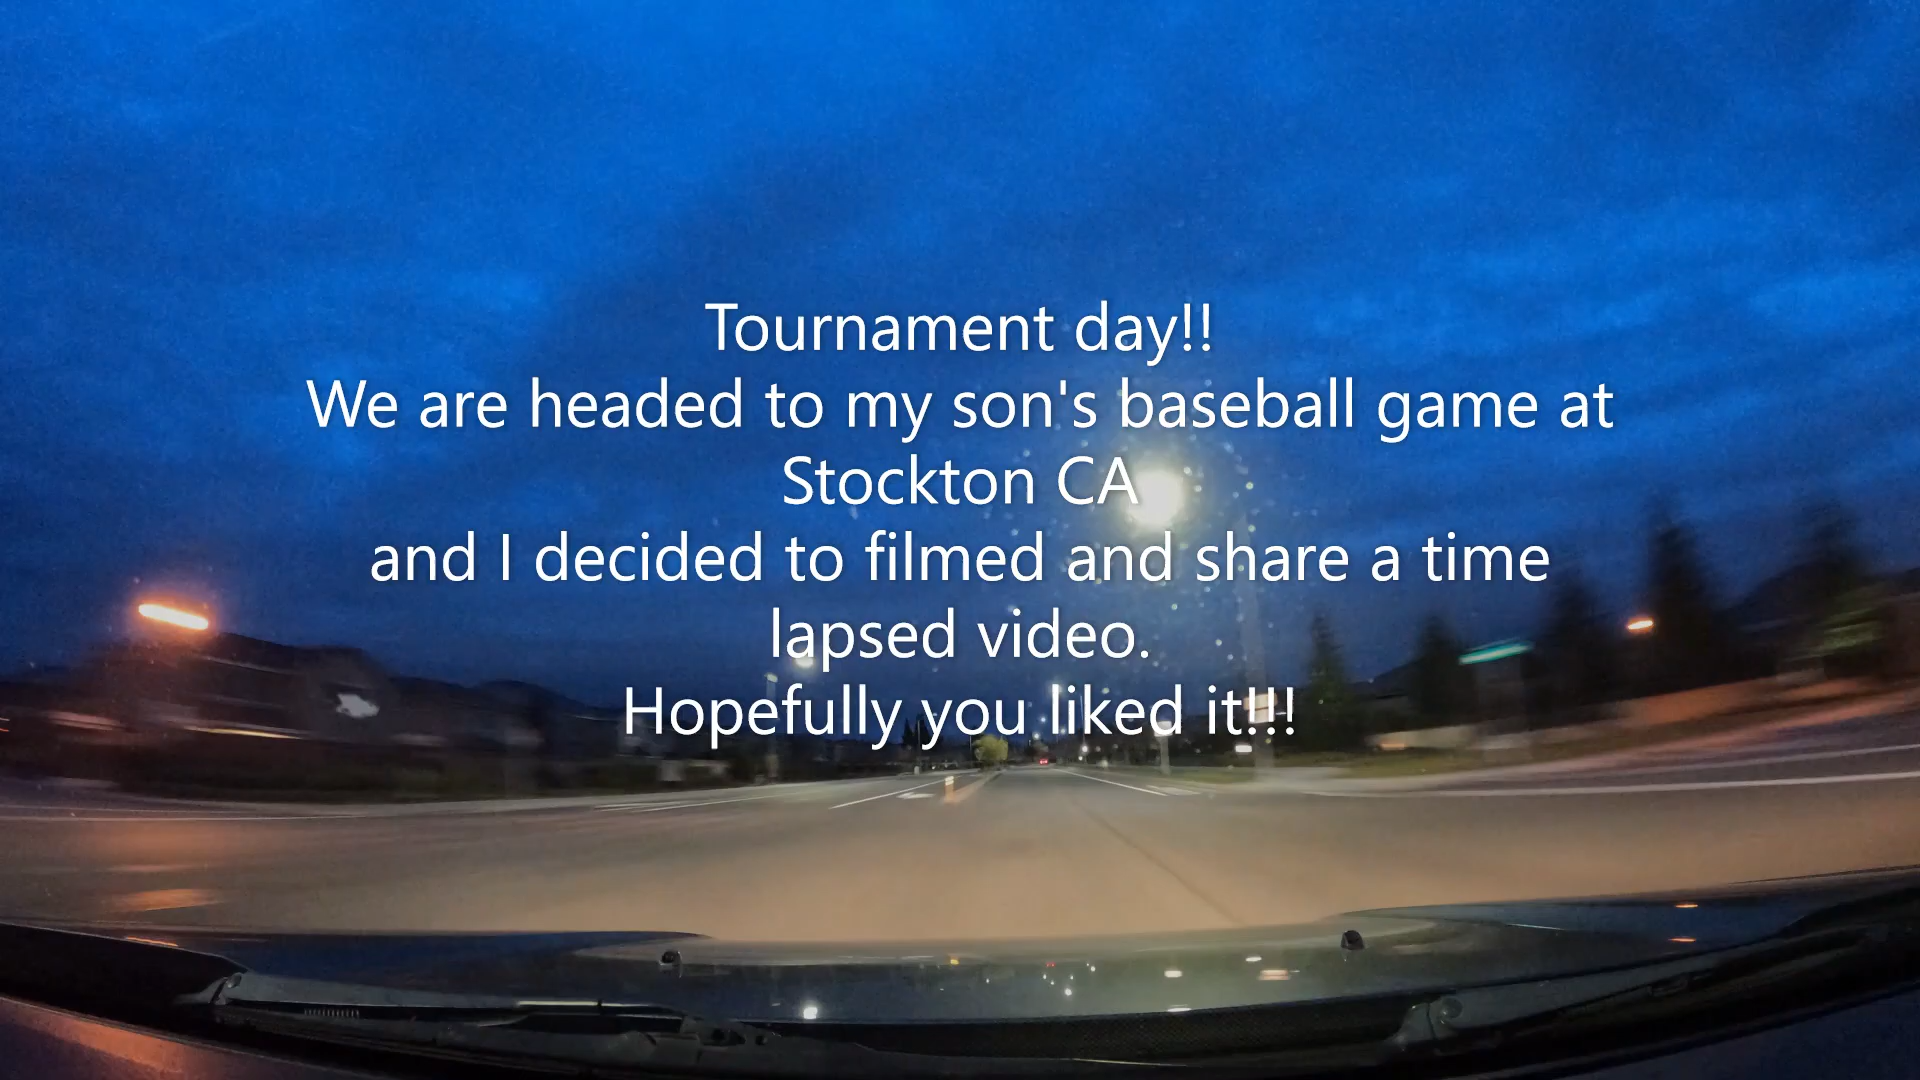 Tournament day!!
We are headed to my son's baseball game at
Stockton CA
and I decided to filmed and share a time
lapsed video.
Hopefully you liked it!!!